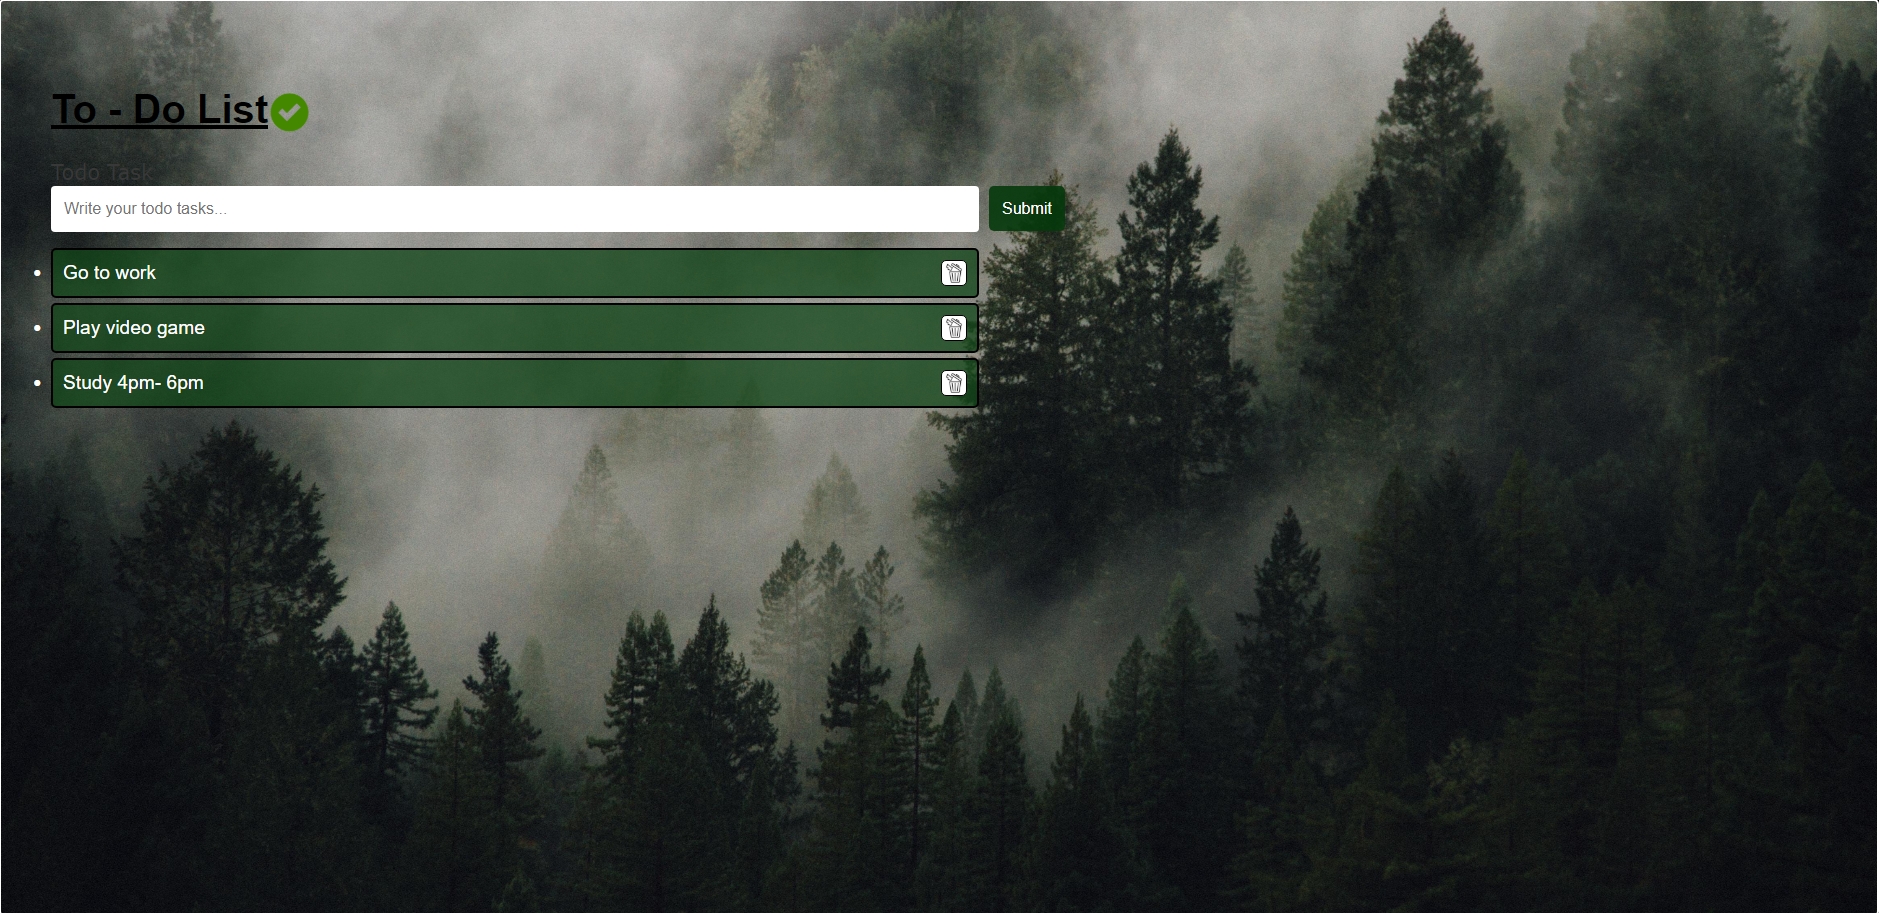 To - Do List
Todo Task
Write your todo tasks...
Submit
Go to work
Play video game
Study 4pm- 6pm